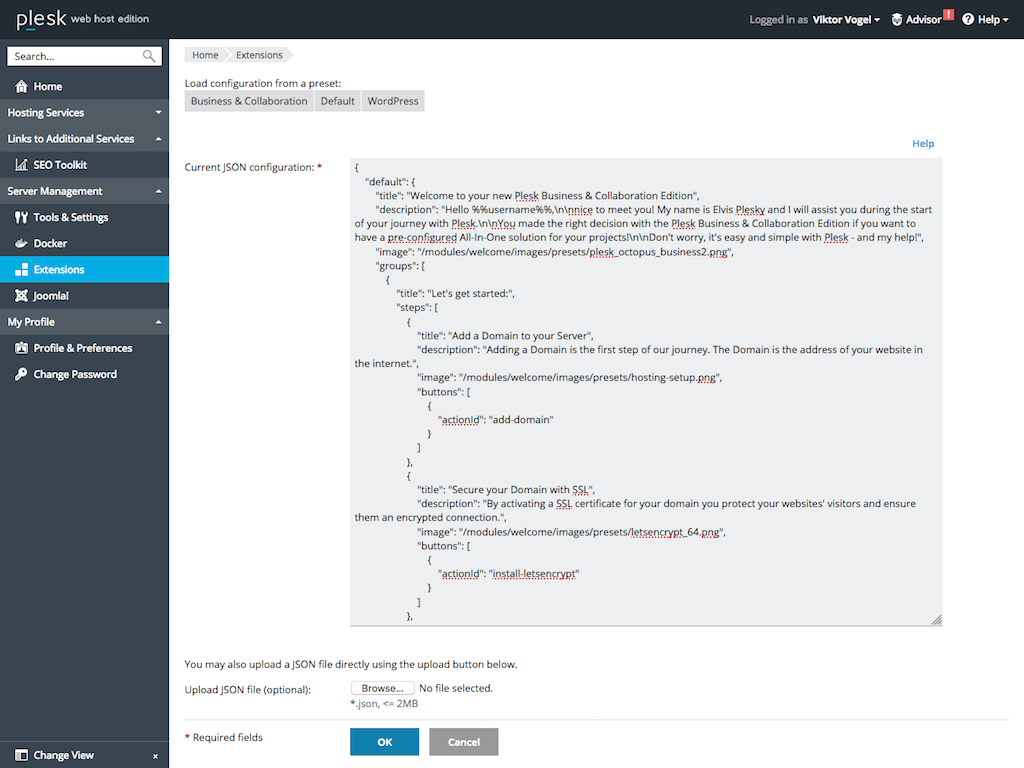 plesk web host edition
Logged in as Viktor Vogel
Advisor
!
Help
Search...
Home
Hosting Services
Links to Additional Services
SEO Toolkit
Server Management
Tools & Settings
Docker
Extensions
Joomla!
My Profile
Profile & Preferences
Change Password
Change View
x
Home Extensions
Load configuration from a preset:
Business & Collaboration Default WordPress
Help
Current JSON configuration: *
{
"default": {
"title": "Welcome to your new Plesk Business & Collaboration Edition",
"description": "Hello %%username%%,\n\nnice to meet you! My name is Elvis Plesky and I will assist you during the start
of your journey with Plesk.\n\nYou made the right decision with the Plesk Business & Collaboration Edition if you want to
have a pre-configured All-In-One solution for your projects!\n\nDon't worry, it's easy and simple with Plesk - and my help!",
"image": "/modules/welcome/images/presets/plesk_octopus_business2.png",
"groups": [
{
"title": "Let's get started:",
"steps": [
{
"title": "Add a Domain to your Server",
"description": "Adding a Domain is the first step of our journey. The Domain is the address of your website in
the internet.",
"image": "/modules/welcome/images/presets/hosting-setup.png",
"buttons": [
{
"actionId": "add-domain"
}
]
},
{
"title": "Secure your Domain with SSL",
"description": "By activating a SSL certificate for your domain you protect your websites' visitors and ensure
them an encrypted connection.",
"image": "/modules/welcome/images/presets/letsencrypt_64.png",
"buttons": [
{
"actionId": "install-letsencrypt"
}
]
},
You may also upload a JSON file directly using the upload button below.
Upload JSON file (optional):
Browse... No file selected.
*.json, <= 2MB
* Required fields
OK
Cancel